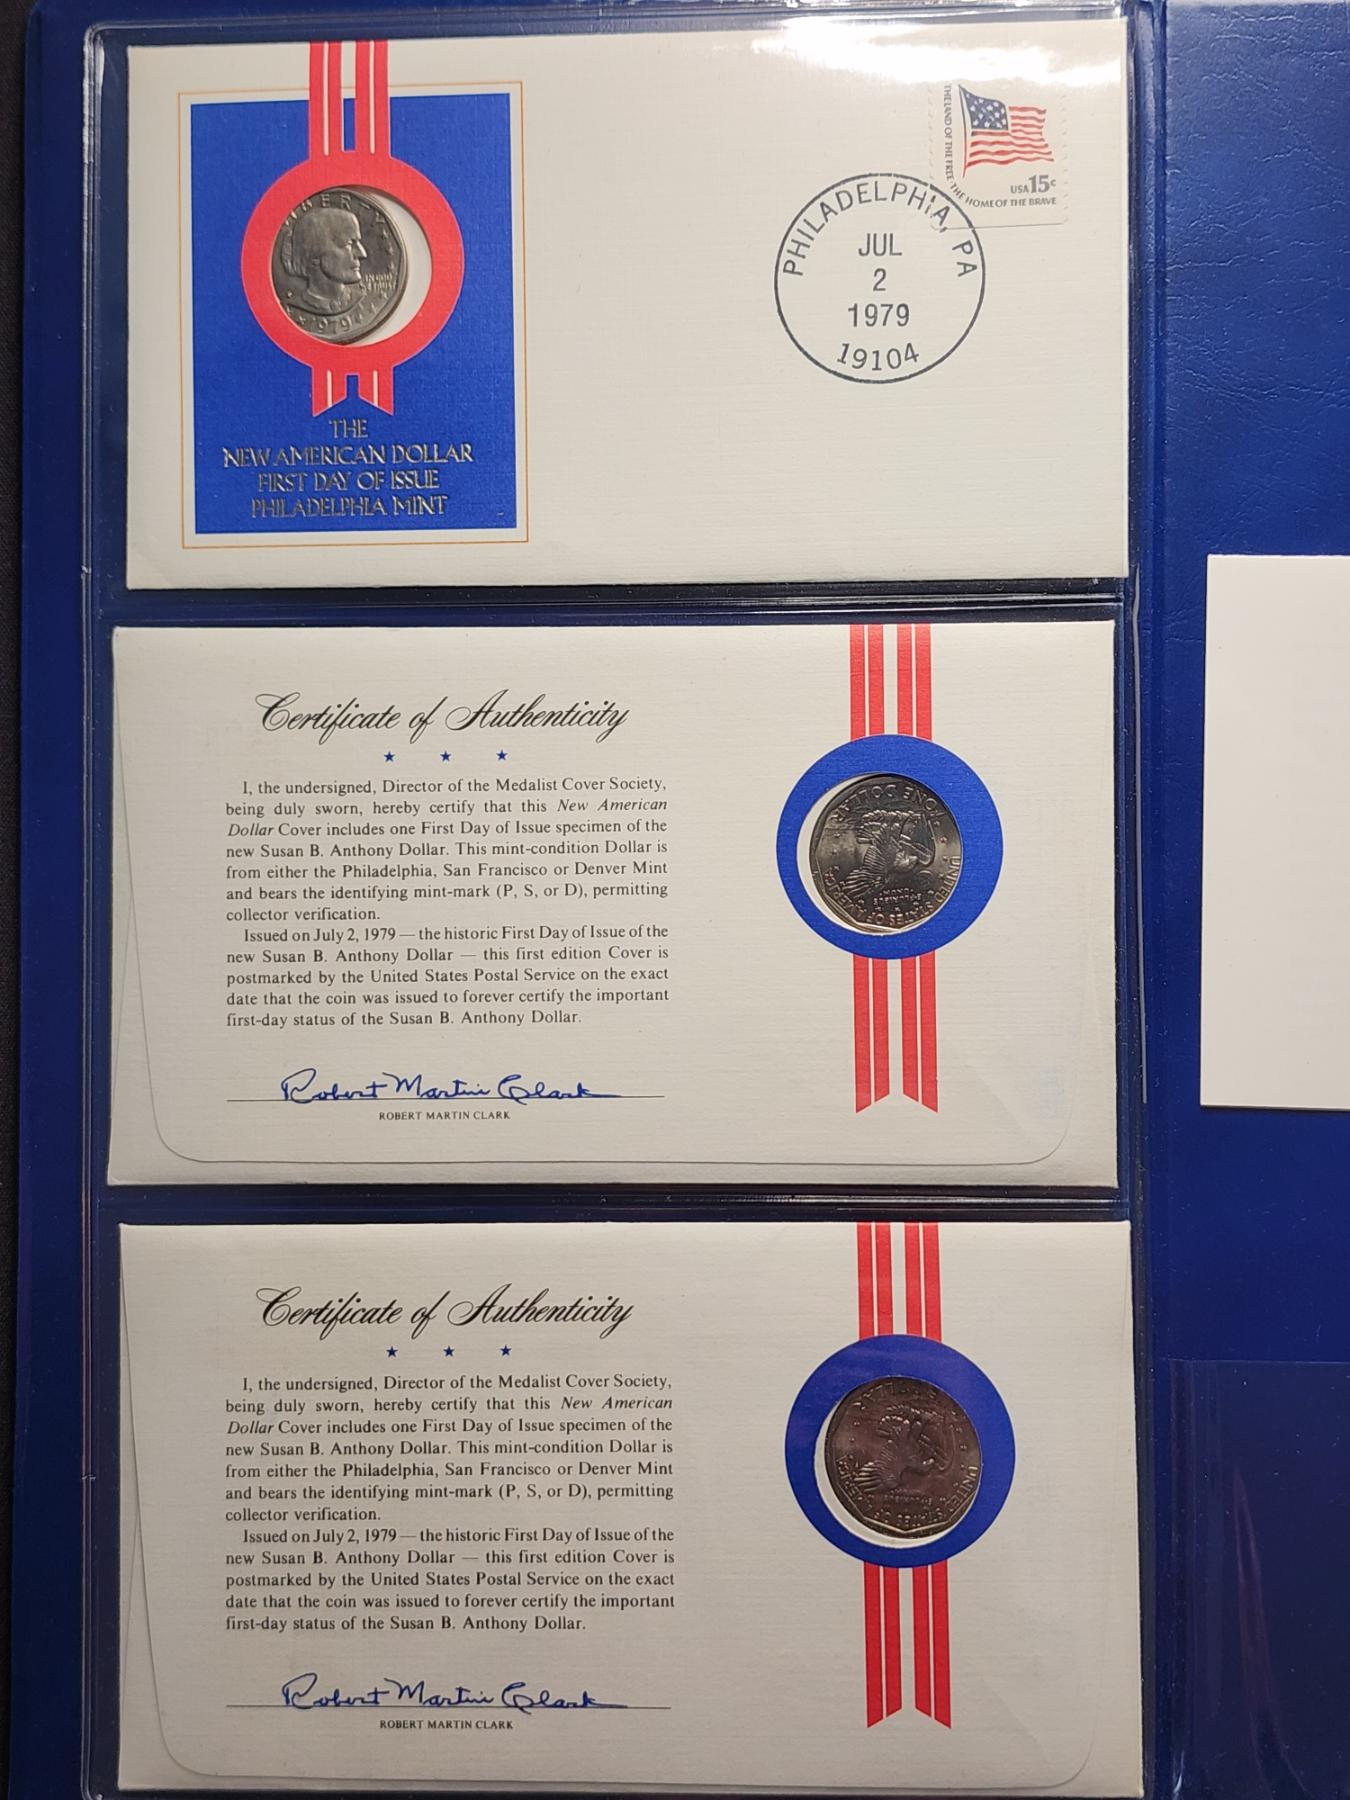 LIBERTY
IN GOD
WE TRUST
1979
THE
NEW AMERICAN DOLLAR
FIRST DAY OF ISSUE
PHILADELPHIA MINT
THE LAND OF THE FREE·THE HOME OF THE BRAVE
USA 15c
PHILADELPHIA, PA
JUL
2
1979
19104
Certificate of Authenticity
I, the undersigned, Director of the Medalist Cover Society,
being duly sworn, hereby certify that this New American
Dollar Cover includes one First Day of Issue specimen of the
new Susan B. Anthony Dollar. This mint-condition Dollar is
from either the Philadelphia, San Francisco or Denver Mint
and bears the identifying mint-mark (P, S, or D), permitting
collector verification.
Issued on July 2, 1979 — the historic First Day of Issue of the
new Susan B. Anthony Dollar — this first edition Cover is
postmarked by the United States Postal Service on the exact
date that the coin was issued to forever certify the important
first-day status of the Susan B. Anthony Dollar.
Robert Martin Clark
ROBERT MARTIN CLARK
UNITED STATES OF AMERICA
E·PLURIBUS
UNUM
ONE DOLLAR
Certificate of Authenticity
I, the undersigned, Director of the Medalist Cover Society,
being duly sworn, hereby certify that this New American
Dollar Cover includes one First Day of Issue specimen of the
new Susan B. Anthony Dollar. This mint-condition Dollar is
from either the Philadelphia, San Francisco or Denver Mint
and bears the identifying mint-mark (P, S, or D), permitting
collector verification.
Issued on July 2, 1979 — the historic First Day of Issue of the
new Susan B. Anthony Dollar — this first edition Cover is
postmarked by the United States Postal Service on the exact
date that the coin was issued to forever certify the important
first-day status of the Susan B. Anthony Dollar.
Robert Martin Clark
ROBERT MARTIN CLARK
UNITED STATES OF AMERICA